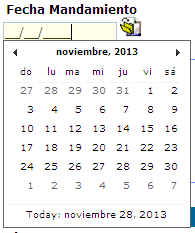 Fecha Mandamiento
__/__/____
noviembre, 2013
do lu ma mi ju vi sá
27 28 29 30 31 1 2
3 4 5 6 7 8 9
10 11 12 13 14 15 16
17 18 19 20 21 22 23
24 25 26 27 28 29 30
1 2 3 4 5 6 7
Today: noviembre 28, 2013